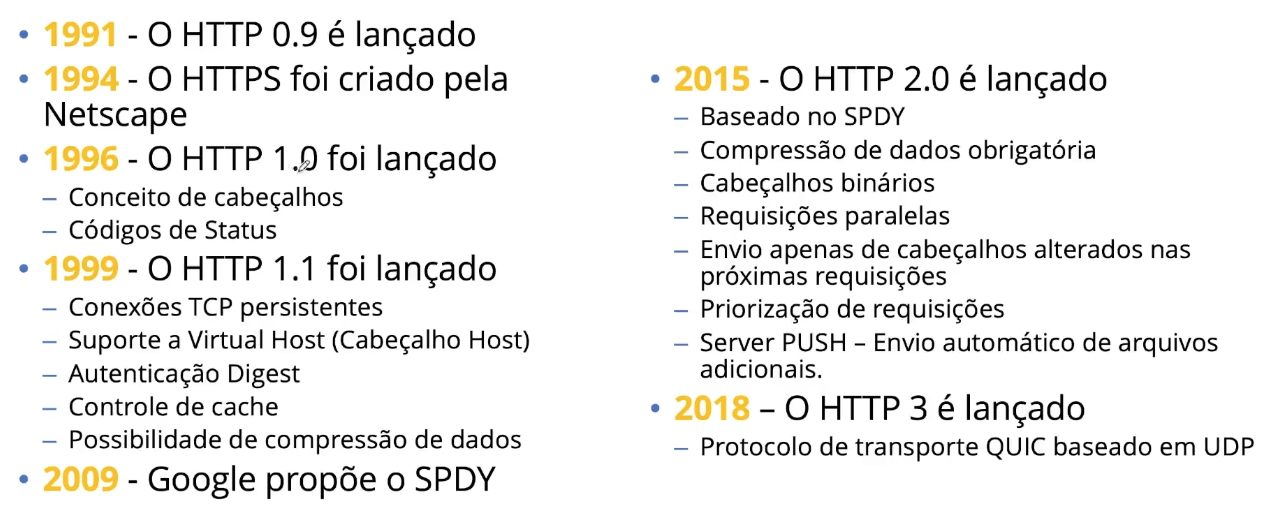 • 1991 - O HTTP 0.9 é lançado
• 1994 - O HTTPS foi criado pela
Netscape
• 1996 - O HTTP 1.0 foi lançado
– Conceito de cabeçalhos
– Códigos de Status
• 1999 - O HTTP 1.1 foi lançado
– Conexões TCP persistentes
– Suporte a Virtual Host (Cabeçalho Host)
– Autenticação Digest
– Controle de cache
– Possibilidade de compressão de dados
• 2009 - Google propõe o SPDY
• 2015 - O HTTP 2.0 é lançado
– Baseado no SPDY
– Compressão de dados obrigatória
– Cabeçalhos binários
– Requisições paralelas
– Envio apenas de cabeçalhos alterados nas
próximas requisições
– Priorização de requisições
– Server PUSH – Envio automático de arquivos
adicionais.
• 2018 – O HTTP 3 é lançado
– Protocolo de transporte QUIC baseado em UDP